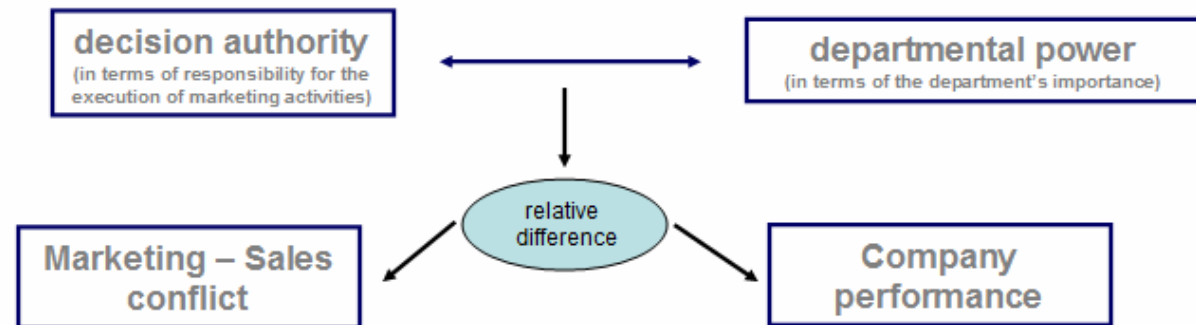 decision authority
(in terms of responsibility for the
execution of marketing activities)
departmental power
(in terms of the department's importance)
relative
difference
Marketing – Sales
conflict
Company
performance